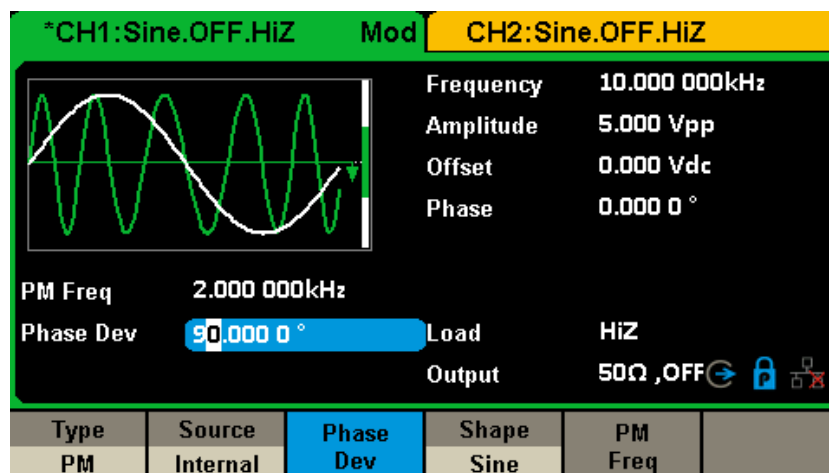 *CH1:Sine.OFF.HiZ Mod CH2:Sine.OFF.HiZ
Frequency 10.000 000kHz
Amplitude 5.000 Vpp
Offset 0.000 Vdc
Phase 0.000 0 °
PM Freq 2.000 000kHz
Phase Dev 90.000 0 °
Load HiZ
Output 50Ω ,OFF
P
Type Source Phase Dev Shape PM Freq
PM Internal Sine